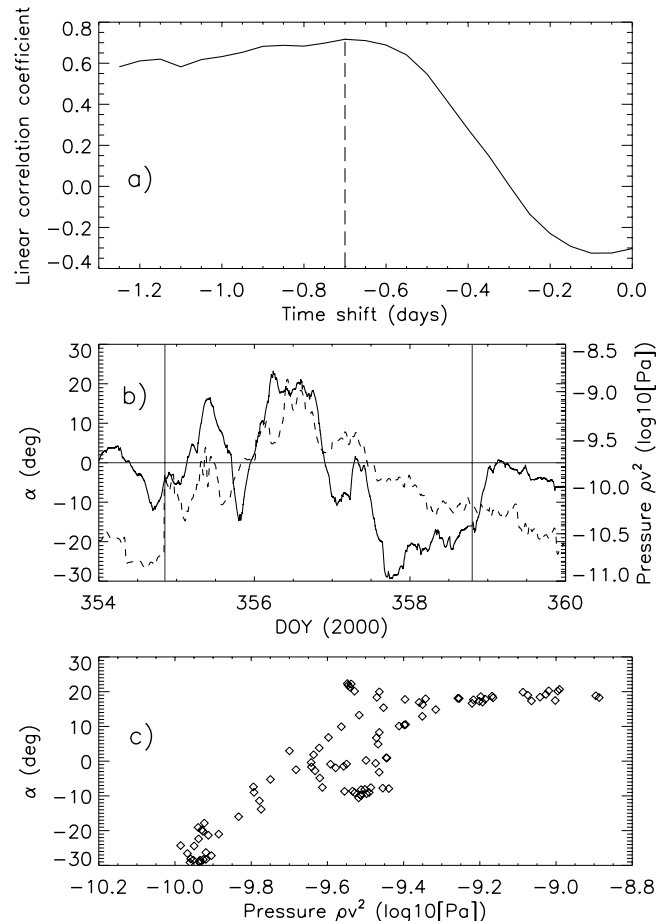 0.8
0.6
0.4
0.2
0.0
−0.2
−0.4
Linear correlation coefficient
a)
−1.2 −1.0 −0.8 −0.6 −0.4 −0.2 0.0
Time shift (days)
30
20
10
0
−10
−20
−30
α (deg)
b)
−8.5
−9.0
−9.5
−10.0
−10.5
−11.0
Pressure ρv² (log10[Pa])
354 356 358 360
DOY (2000)
30
20
10
0
−10
−20
−30
α (deg)
c)
−10.2 −10.0 −9.8 −9.6 −9.4 −9.2 −9.0 −8.8
Pressure ρv² (log10[Pa])